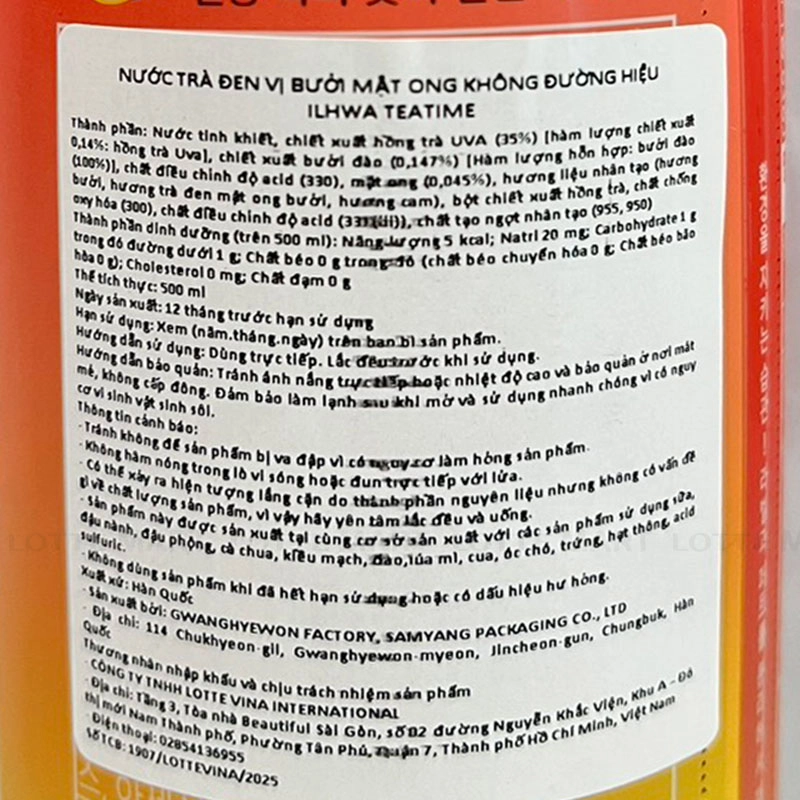 NƯỚC TRÀ ĐEN VỊ BƯỞI MẬT ONG KHÔNG ĐƯỜNG HIỆU
ILHWA TEATIME
Thành phần: Nước tinh khiết, chiết xuất hồng trà UVA (35%) [hàm lượng chiết xuất
0,14%: hồng trà Uva], chiết xuất bưởi đào (0,147%) [Hàm lượng hỗn hợp: bưởi đào
(100%)], chất điều chỉnh độ acid (330), mật ong (0,045%), hương liệu nhân tạo (hương
bưởi, hương trà đen mật ong bưởi, hương cam), bột chiết xuất hồng trà, chất chống
oxy hóa (300), chất điều chỉnh độ acid (331(iii)), chất tạo ngọt nhân tạo (955, 950)
Thành phần dinh dưỡng (trên 500 ml): Năng lượng 5 kcal; Natri 20 mg; Carbohydrate 1 g
trong đó đường dưới 1 g; Chất béo 0 g trong đó (chất béo chuyển hóa 0 g; Chất béo bão
hòa 0 g); Cholesterol 0 mg; Chất đạm 0 g
Thể tích thực: 500 ml
Ngày sản xuất: 12 tháng trước hạn sử dụng
Hạn sử dụng: Xem (năm.tháng.ngày) trên bao bì sản phẩm.
Hướng dẫn sử dụng: Dùng trực tiếp. Lắc đều trước khi sử dụng.
Hướng dẫn bảo quản: Tránh ánh nắng trực tiếp hoặc nhiệt độ cao và bảo quản ở nơi mát
mẻ, không cấp đông. Đảm bảo làm lạnh sau khi mở và sử dụng nhanh chóng vì có nguy
cơ vi sinh vật sinh sôi.
Thông tin cảnh báo:
- Tránh không để sản phẩm bị va đập vì có nguy cơ làm hỏng sản phẩm.
- Không hâm nóng trong lò vi sóng hoặc đun trực tiếp với lửa.
- Có thể xảy ra hiện tượng lắng cặn do thành phần nguyên liệu nhưng không có vấn đề
gì về chất lượng sản phẩm, vì vậy hãy yên tâm lắc đều và uống.
- Sản phẩm này được sản xuất tại cùng cơ sở sản xuất với các sản phẩm sử dụng sữa,
đậu nành, đậu phộng, cà chua, kiều mạch, đào, lúa mì, cua, óc chó, trứng, hạt thông, acid
sulfuric.
- Không dùng sản phẩm khi đã hết hạn sử dụng hoặc có dấu hiệu hư hỏng.
Xuất xứ: Hàn Quốc
- Sản xuất bởi: GWANGHYEWON FACTORY, SAMYANG PACKAGING CO., LTD
- Địa chỉ: 114 Chukhyeon-gil, Gwanghyewon-myeon, Jincheon-gun, Chungbuk, Hàn
Quốc
Thương nhân nhập khẩu và chịu trách nhiệm sản phẩm
- CÔNG TY TNHH LOTTE VINA INTERNATIONAL
- Địa chỉ: Tầng 3, Tòa nhà Beautiful Sài Gòn, số 02 đường Nguyễn Khắc Viện, Khu A - Đô
thị mới Nam Thành phố, Phường Tân Phú, Quận 7, Thành phố Hồ Chí Minh, Việt Nam
- Điện thoại: 02854136955
Số TCB: 1907/LOTTEVINA/2025